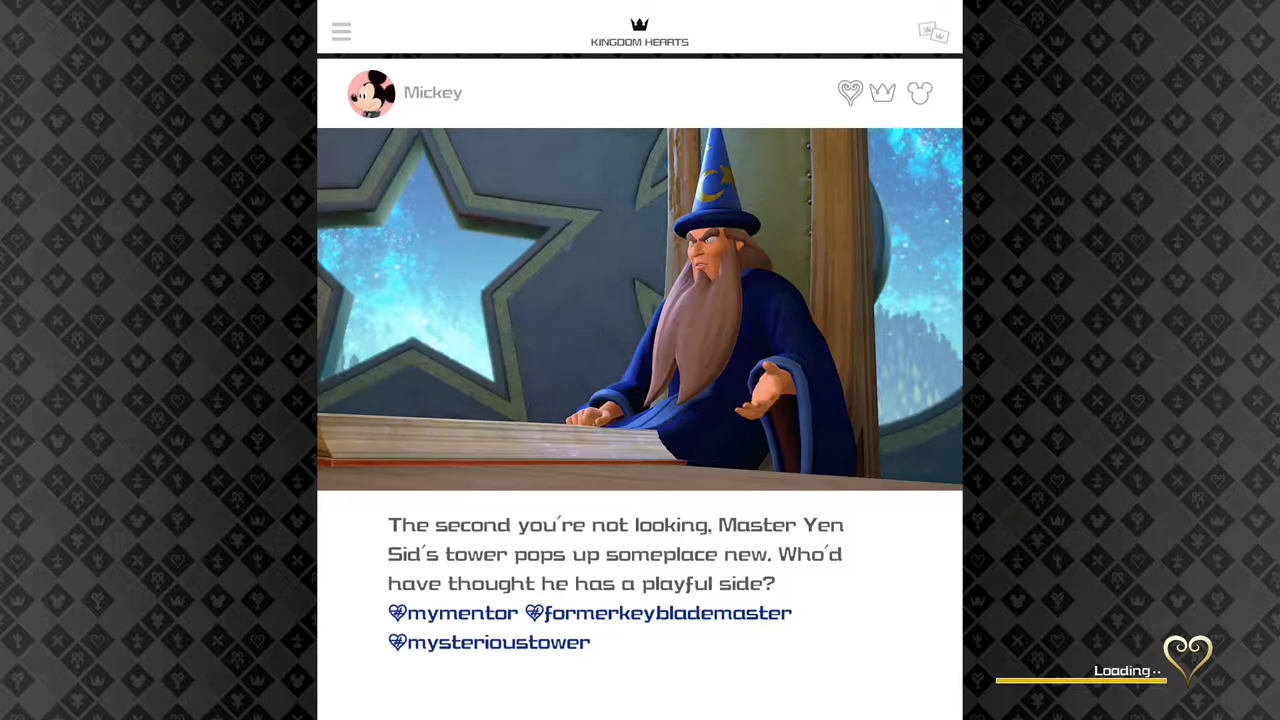 KINGDOM HEARTS
Mickey
The second you're not looking, Master Yen
Sid's tower pops up someplace new. Who'd
have thought he has a playful side?
#mymentor #formerkeyblademaster
#mysterioustower
Loading..